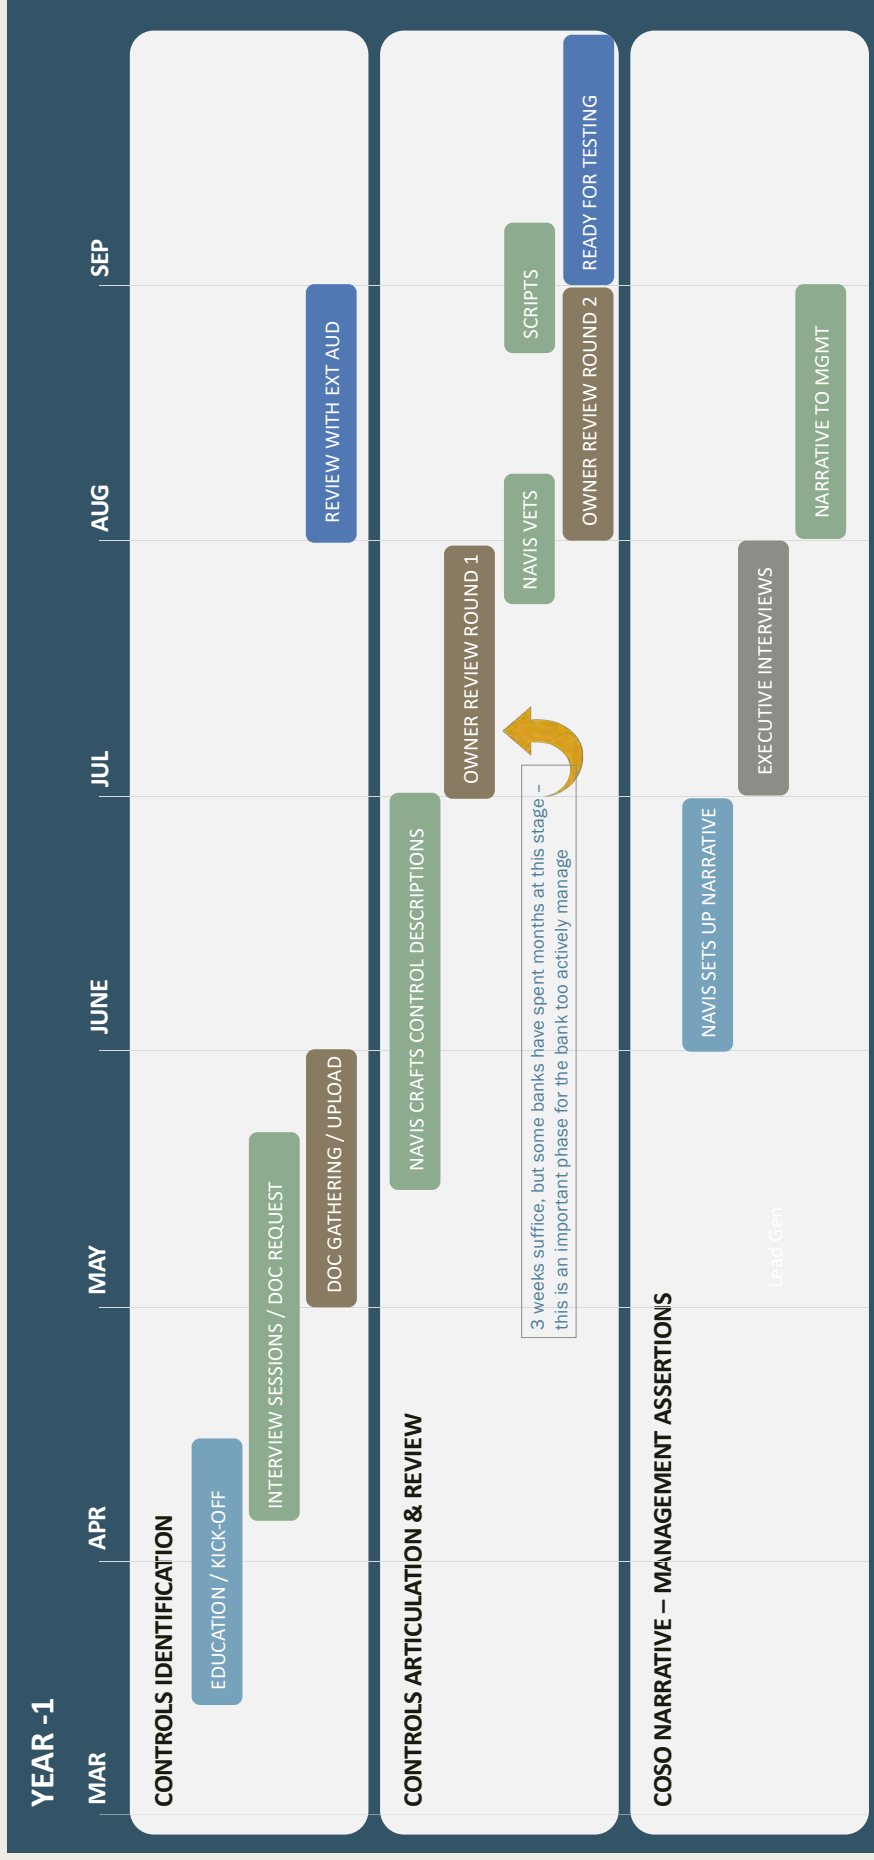 YEAR -1
MAR
APR
MAY
JUNE
JUL
AUG
SEP
CONTROLS IDENTIFICATION
EDUCATION / KICK-OFF
INTERVIEW SESSIONS / DOC REQUEST
DOC GATHERING / UPLOAD
REVIEW WITH EXT AUD
CONTROLS ARTICULATION & REVIEW
NAVIS CRAFTS CONTROL DESCRIPTIONS
OWNER REVIEW ROUND 1
NAVIS VETS
SCRIPTS
OWNER REVIEW ROUND 2
READY FOR TESTING
3 weeks suffice, but some banks have spent months at this stage –
this is an important phase for the bank too actively manage
COSO NARRATIVE – MANAGEMENT ASSERTIONS
NAVIS SETS UP NARRATIVE
EXECUTIVE INTERVIEWS
NARRATIVE TO MGMT
Lead Gen